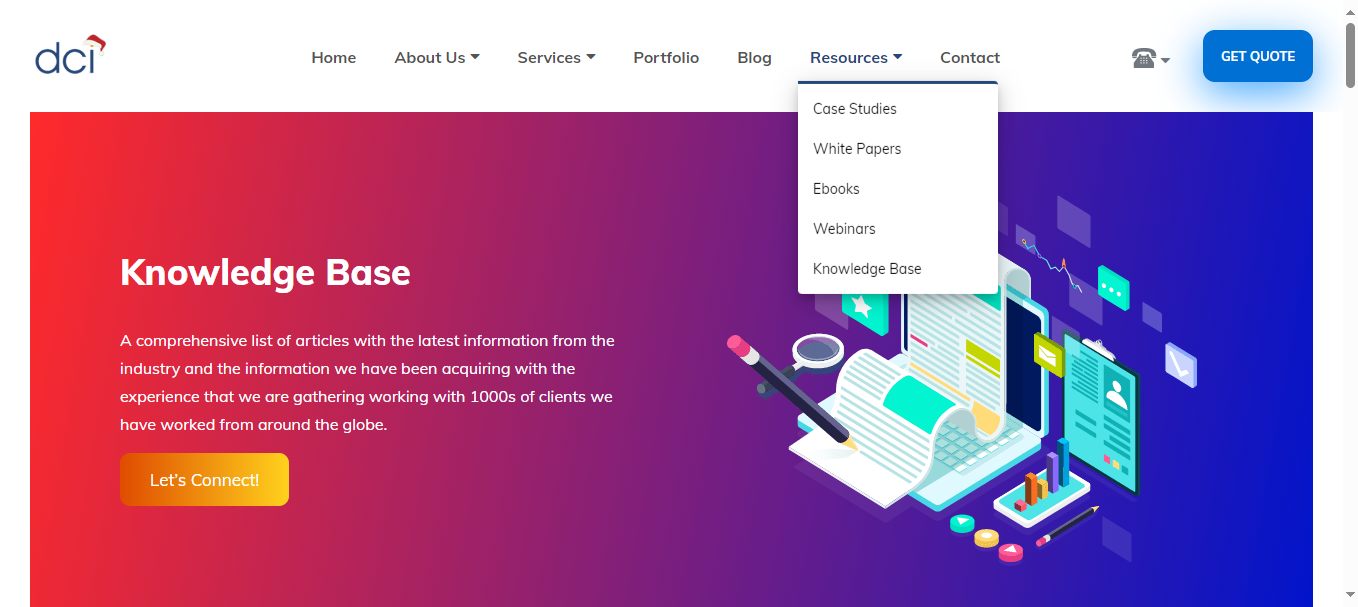 dci
Home
About Us
Services
Portfolio
Blog
Resources
Contact
GET QUOTE
Case Studies
White Papers
Ebooks
Webinars
Knowledge Base
Knowledge Base
A comprehensive list of articles with the latest information from the
industry and the information we have been acquiring with the
experience that we are gathering working with 1000s of clients we
have worked from around the globe.
Let's Connect!